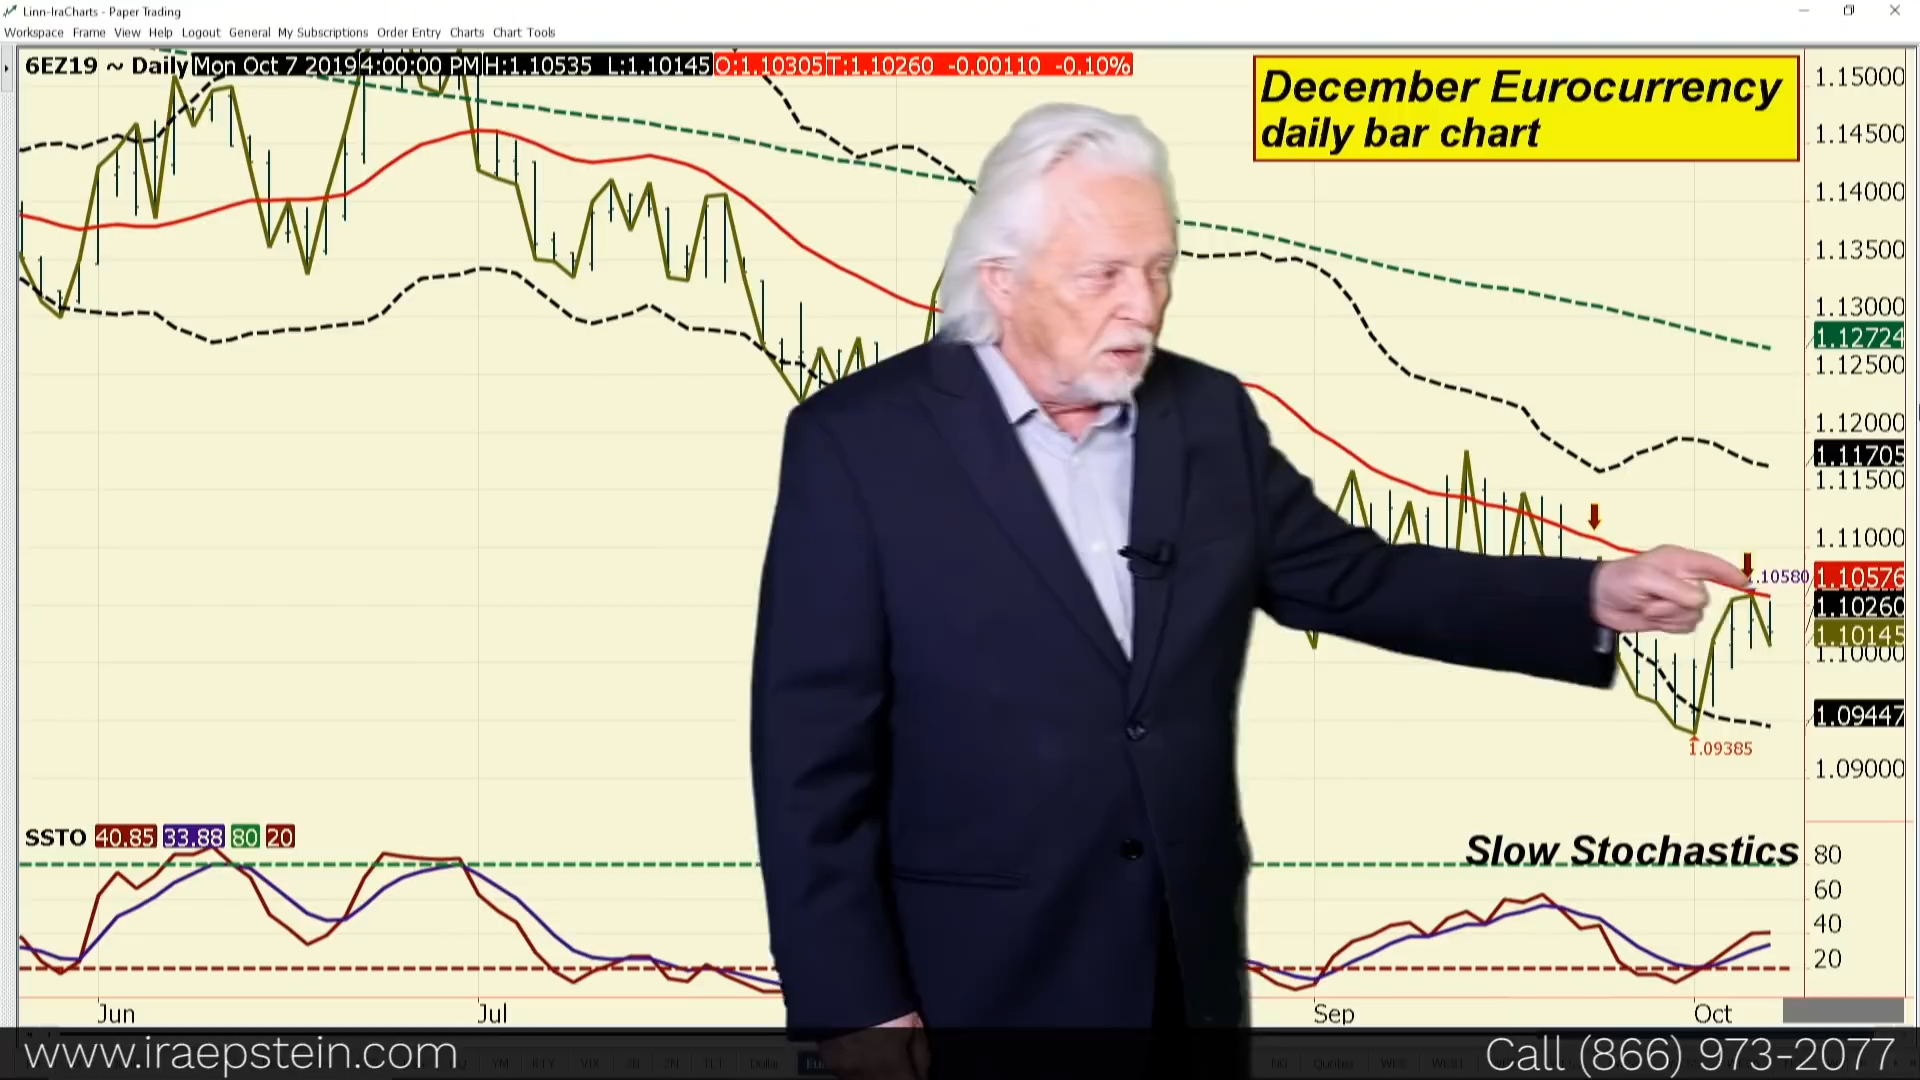 Linn-IraCharts - Paper Trading
Workspace Frame View Help Logout General My Subscriptions Order Entry Charts Chart Tools
6EZ19 ~ Daily Mon Oct 7 2019 4:00:00 PM H:1.10535 L:1.10145 O:1.10305 T:1.10260 -0.00110 -0.10%
December Eurocurrency
daily bar chart
1.15000
1.14500
1.14000
1.13500
1.13000
1.12724
1.12500
1.12000
1.11705
1.11500
1.11000
1.10580
1.10576
1.10260
1.10145
1.10000
1.09447
1.09385
1.09000
SSTO 40.85 33.88 80 20
Slow Stochastics
80
60
40
20
Jun Jul Sep Oct
www.iraepstein.com
Call (866) 973-2077